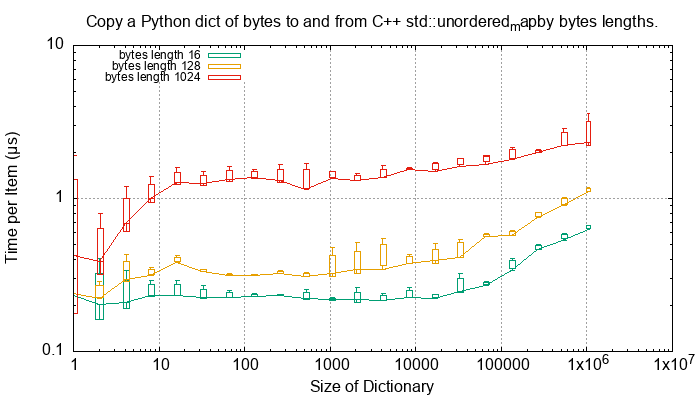 Copy a Python dict of bytes to and from C++ std::unordered_mapby bytes lengths.
bytes length 16
bytes length 128
bytes length 1024
Time per Item (µs)
10
1
0.1
1 10 100 1000 10000 100000 1x10^6 1x10^7
Size of Dictionary